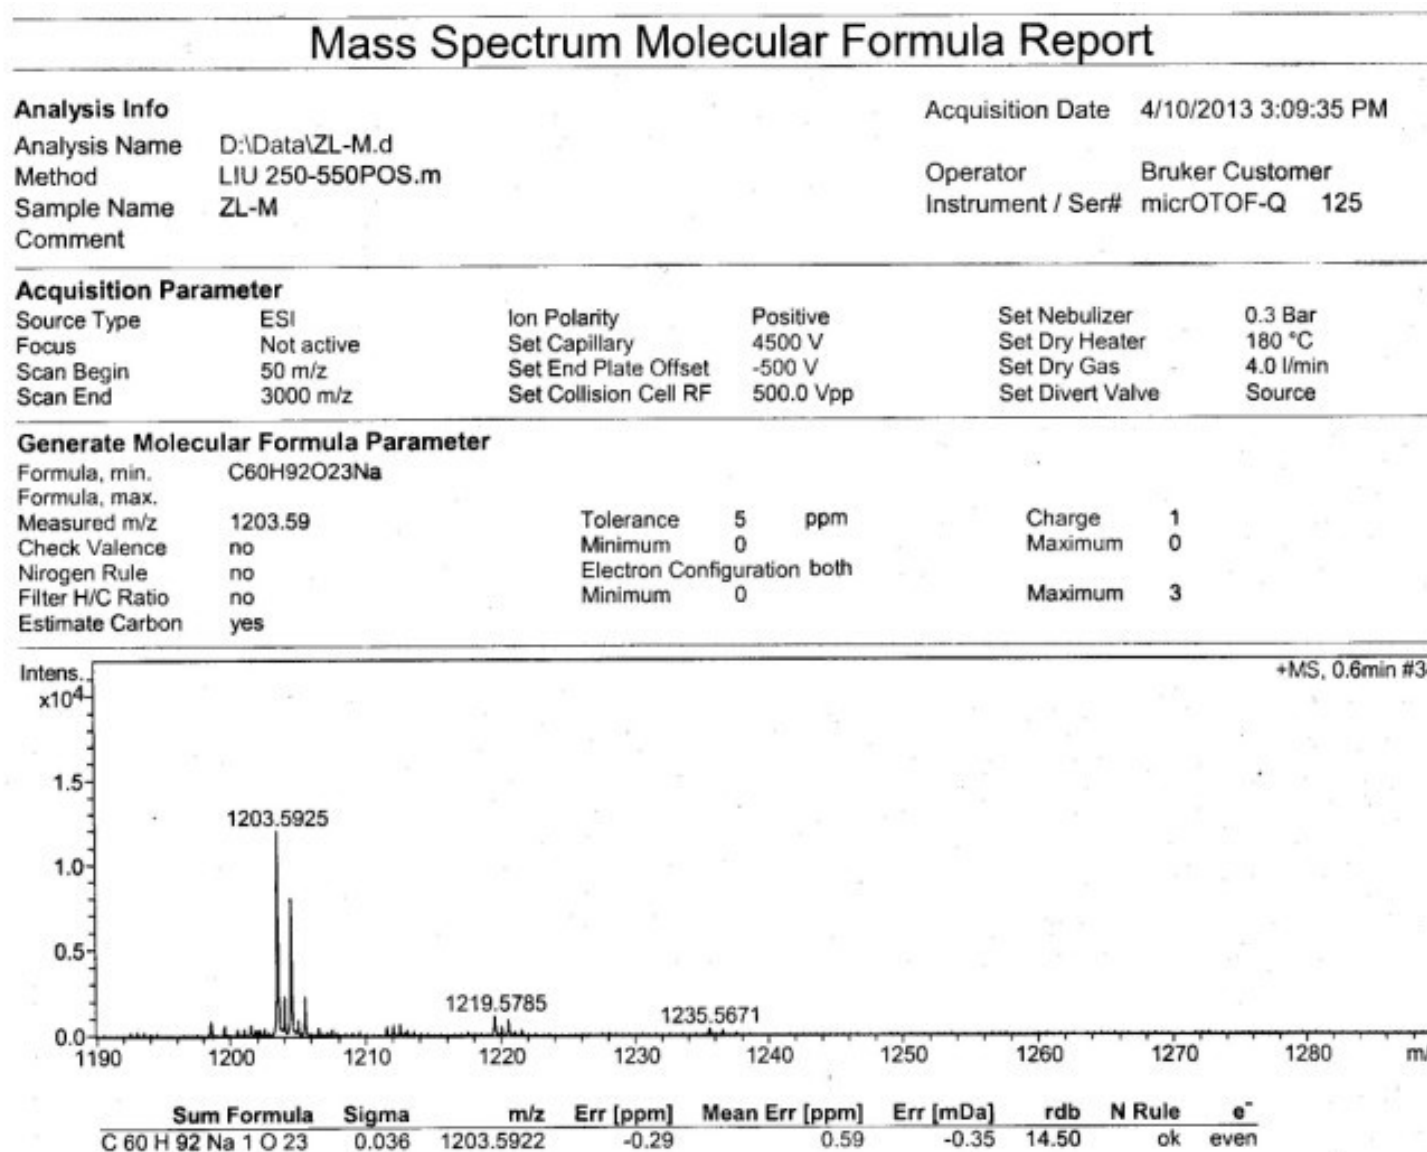 Mass Spectrum Molecular Formula Report
Analysis Info Acquisition Date 4/10/2013 3:09:35 PM
Analysis Name D:\Data\ZL-M.d
Method LIU 250-550POS.m Operator Bruker Customer
Sample Name ZL-M Instrument / Ser# micrOTOF-Q 125
Comment
Acquisition Parameter
Source Type ESI Ion Polarity Positive Set Nebulizer 0.3 Bar
Focus Not active Set Capillary 4500 V Set Dry Heater 180 °C
Scan Begin 50 m/z Set End Plate Offset -500 V Set Dry Gas 4.0 l/min
Scan End 3000 m/z Set Collision Cell RF 500.0 Vpp Set Divert Valve Source
Generate Molecular Formula Parameter
Formula, min. C60H92O23Na
Formula, max.
Measured m/z 1203.59 Tolerance 5 ppm Charge 1
Check Valence no Minimum 0 Maximum 0
Nirogen Rule no Electron Configuration both
Filter H/C Ratio no Minimum 0 Maximum 3
Estimate Carbon yes
Intens. +MS, 0.6min #3
x10⁴
1.5
1203.5925
1.0
0.5
1219.5785 1235.5671
0.0
1190 1200 1210 1220 1230 1240 1250 1260 1270 1280 m/
Sum Formula Sigma m/z Err [ppm] Mean Err [ppm] Err [mDa] rdb N Rule e⁻
C 60 H 92 Na 1 O 23 0.036 1203.5922 -0.29 0.59 -0.35 14.50 ok even